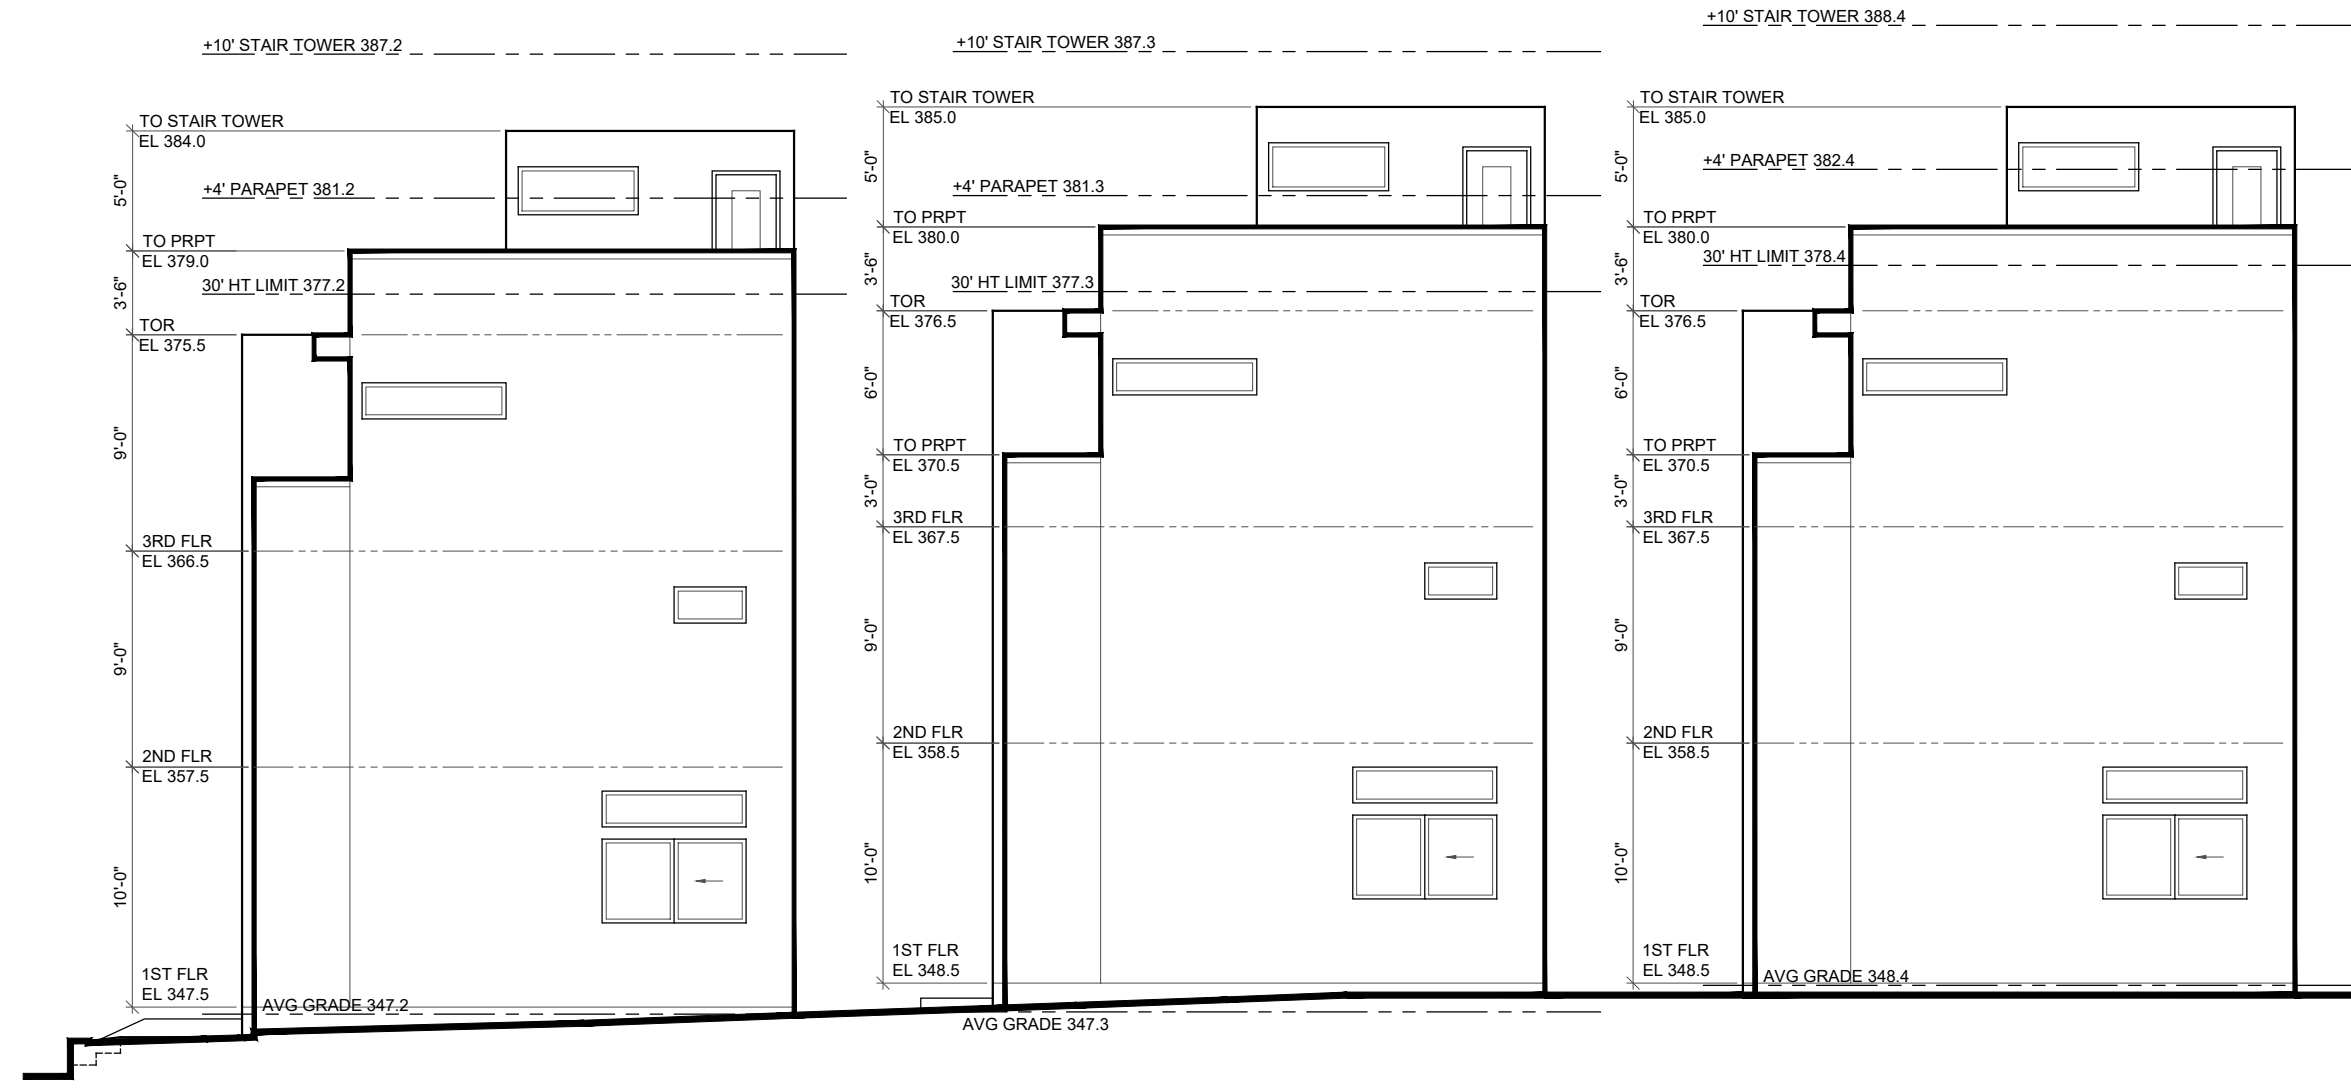 +10' STAIR TOWER 387.2
TO STAIR TOWER
EL 384.0
5'-0"
+4' PARAPET 381.2
TO PRPT
EL 379.0
3'-6"
30' HT LIMIT 377.2
TOR
EL 375.5
9'-0"
3RD FLR
EL 366.5
9'-0"
2ND FLR
EL 357.5
10'-0"
1ST FLR
EL 347.5
AVG GRADE 347.2
+10' STAIR TOWER 387.3
TO STAIR TOWER
EL 385.0
5'-0"
+4' PARAPET 381.3
TO PRPT
EL 380.0
3'-6"
30' HT LIMIT 377.3
TOR
EL 376.5
6'-0"
TO PRPT
EL 370.5
3'-0"
3RD FLR
EL 367.5
9'-0"
2ND FLR
EL 358.5
10'-0"
1ST FLR
EL 348.5
AVG GRADE 347.3
+10' STAIR TOWER 388.4
TO STAIR TOWER
EL 385.0
5'-0"
+4' PARAPET 382.4
TO PRPT
EL 380.0
3'-6"
30' HT LIMIT 378.4
TOR
EL 376.5
6'-0"
TO PRPT
EL 370.5
3'-0"
3RD FLR
EL 367.5
9'-0"
2ND FLR
EL 358.5
10'-0"
1ST FLR
EL 348.5
AVG GRADE 348.4